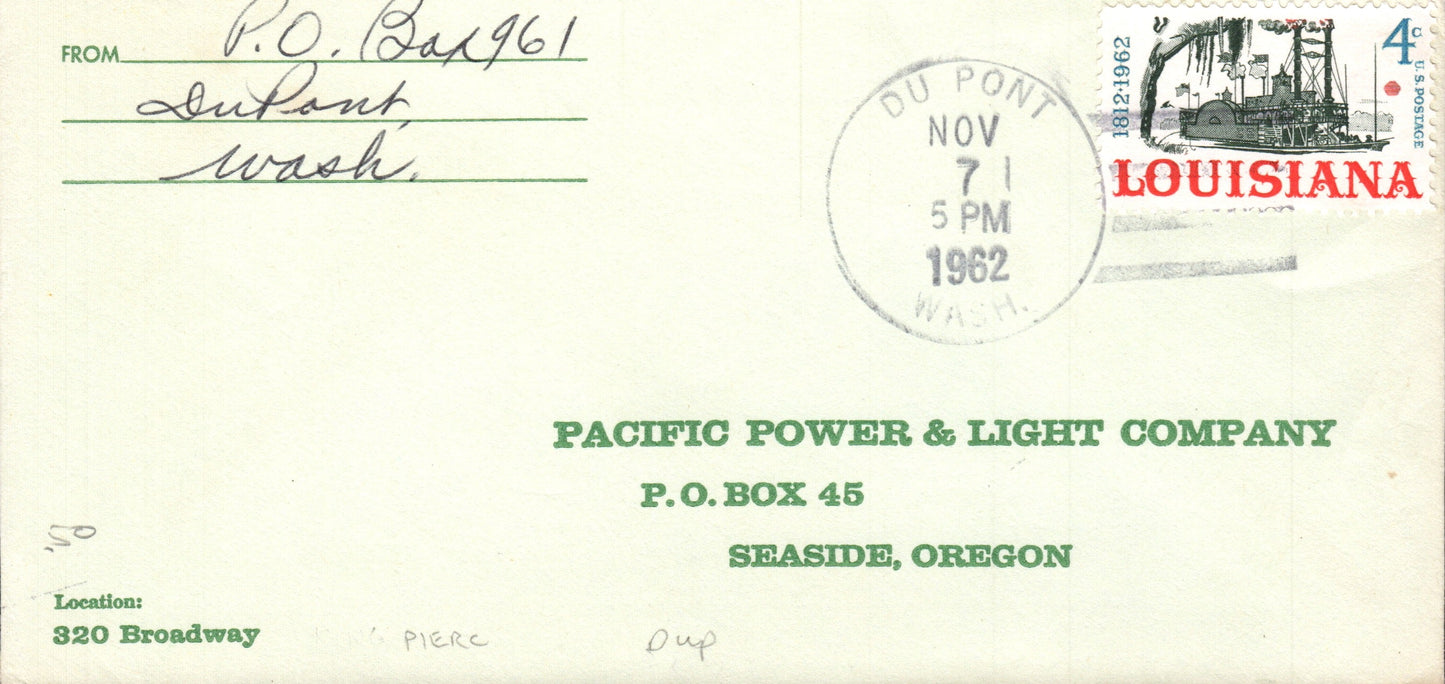 FROM P.O. Box 961
DuPont,
Wash.
DU PONT
NOV
7
5 PM
1962
WASH.
1812·1962
4c
U.S. POSTAGE
LOUISIANA
PACIFIC POWER & LIGHT COMPANY
P.O. BOX 45
SEASIDE, OREGON
.50
Location:
320 Broadway
PIERC
Dup